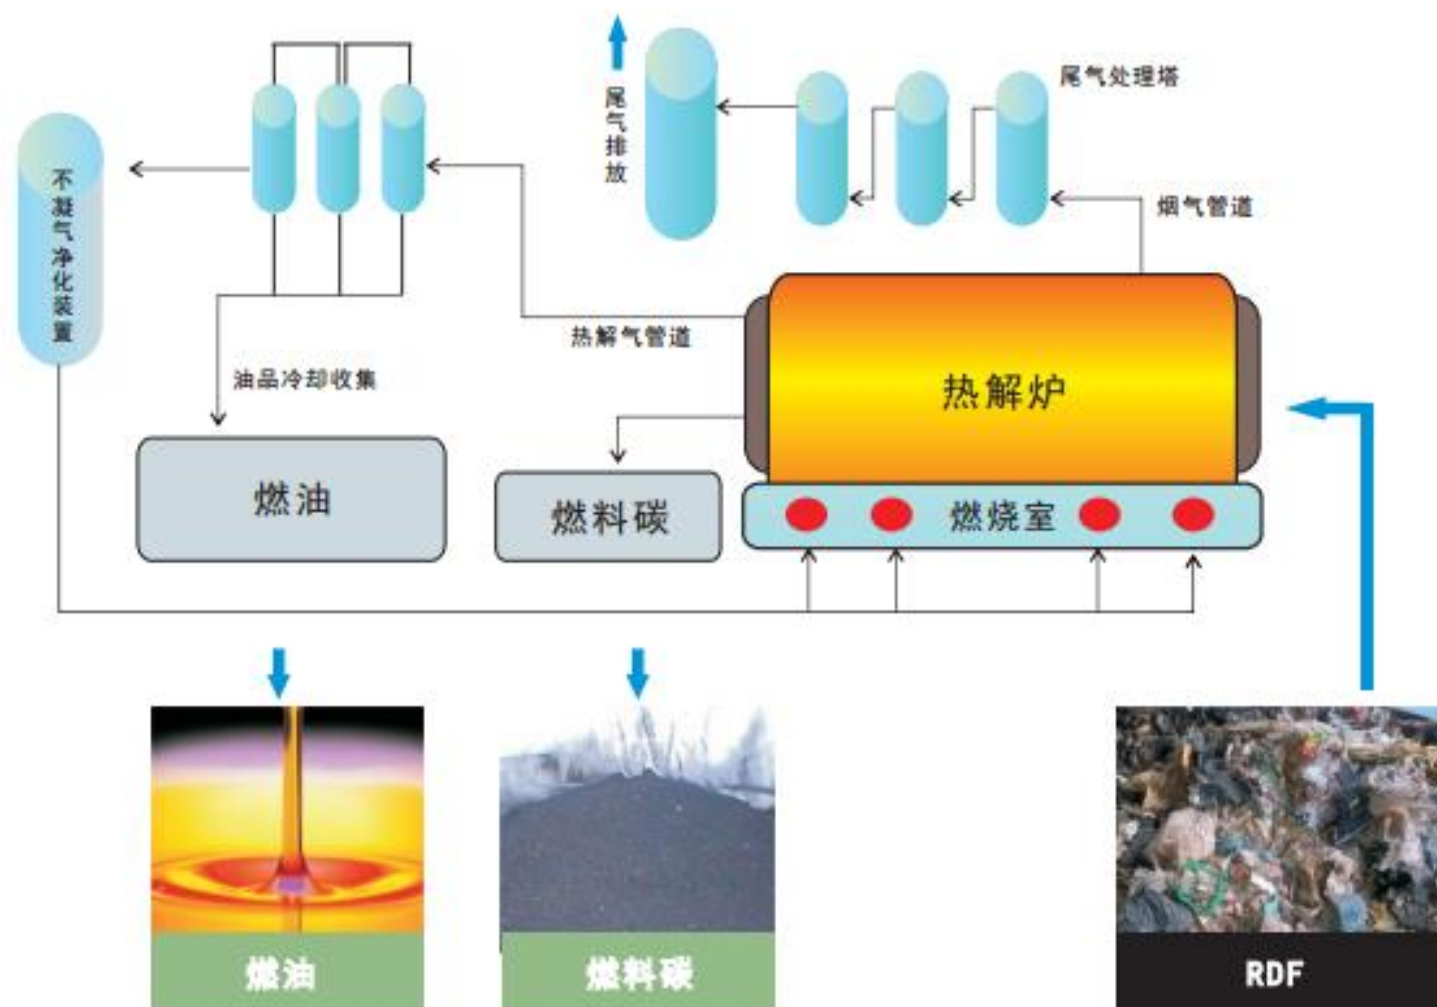 尾气处理塔
尾气排放
不凝气净化装置
烟气管道
热解气管道
油品冷却收集
热解炉
燃油
燃料碳
燃烧室
燃油
燃料碳
RDF